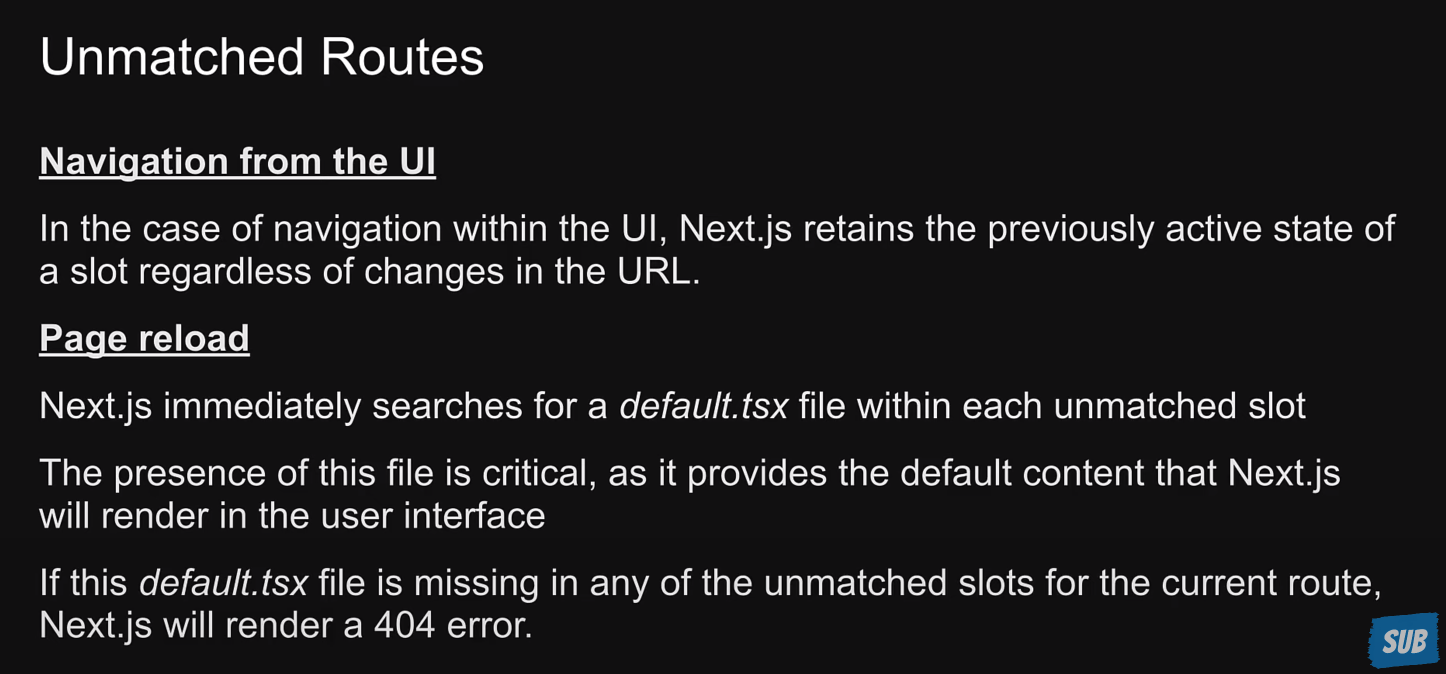 Unmatched Routes
Navigation from the UI
In the case of navigation within the UI, Next.js retains the previously active state of
a slot regardless of changes in the URL.
Page reload
Next.js immediately searches for a default.tsx file within each unmatched slot
The presence of this file is critical, as it provides the default content that Next.js
will render in the user interface
If this default.tsx file is missing in any of the unmatched slots for the current route,
Next.js will render a 404 error.
SUB